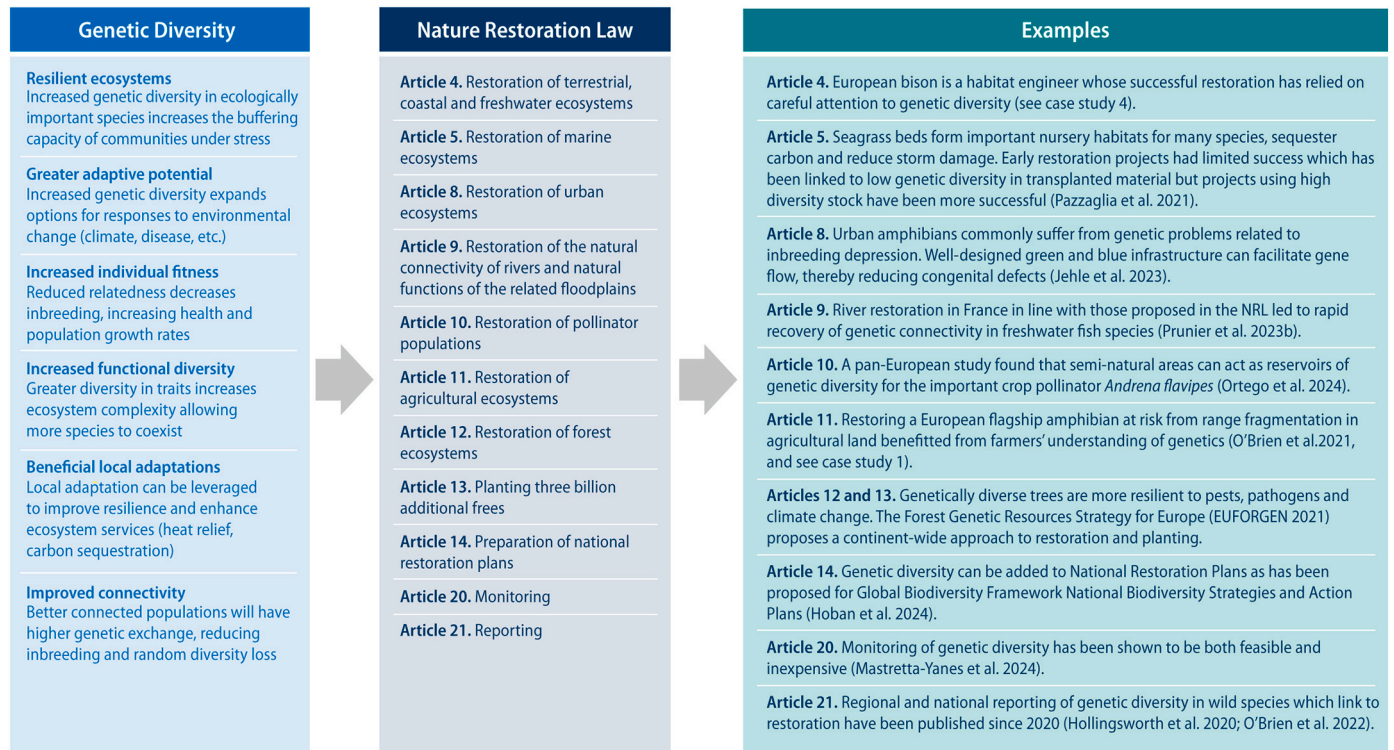 Genetic Diversity
Resilient ecosystems
Increased genetic diversity in ecologically
important species increases the buffering
capacity of communities under stress
Greater adaptive potential
Increased genetic diversity expands
options for responses to environmental
change (climate, disease, etc.)
Increased individual fitness
Reduced relatedness decreases
inbreeding, increasing health and
population growth rates
Increased functional diversity
Greater diversity in traits increases
ecosystem complexity allowing
more species to coexist
Beneficial local adaptations
Local adaptation can be leveraged
to improve resilience and enhance
ecosystem services (heat relief,
carbon sequestration)
Improved connectivity
Better connected populations will have
higher genetic exchange, reducing
inbreeding and random diversity loss
Nature Restoration Law
Article 4. Restoration of terrestrial,
coastal and freshwater ecosystems
Article 5. Restoration of marine
ecosystems
Article 8. Restoration of urban
ecosystems
Article 9. Restoration of the natural
connectivity of rivers and natural
functions of the related floodplains
Article 10. Restoration of pollinator
populations
Article 11. Restoration of
agricultural ecosystems
Article 12. Restoration of forest
ecosystems
Article 13. Planting three billion
additional frees
Article 14. Preparation of national
restoration plans
Article 20. Monitoring
Article 21. Reporting
Examples
Article 4. European bison is a habitat engineer whose successful restoration has relied on
careful attention to genetic diversity (see case study 4).
Article 5. Seagrass beds form important nursery habitats for many species, sequester
carbon and reduce storm damage. Early restoration projects had limited success which has
been linked to low genetic diversity in transplanted material but projects using high
diversity stock have been more successful (Pazzaglia et al. 2021).
Article 8. Urban amphibians commonly suffer from genetic problems related to
inbreeding depression. Well-designed green and blue infrastructure can facilitate gene
flow, thereby reducing congenital defects (Jehle et al. 2023).
Article 9. River restoration in France in line with those proposed in the NRL led to rapid
recovery of genetic connectivity in freshwater fish species (Prunier et al. 2023b).
Article 10. A pan-European study found that semi-natural areas can act as reservoirs of
genetic diversity for the important crop pollinator Andrena flavipes (Ortego et al. 2024).
Article 11. Restoring a European flagship amphibian at risk from range fragmentation in
agricultural land benefitted from farmers' understanding of genetics (O'Brien et al.2021,
and see case study 1).
Articles 12 and 13. Genetically diverse trees are more resilient to pests, pathogens and
climate change. The Forest Genetic Resources Strategy for Europe (EUFORGEN 2021)
proposes a continent-wide approach to restoration and planting.
Article 14. Genetic diversity can be added to National Restoration Plans as has been
proposed for Global Biodiversity Framework National Biodiversity Strategies and Action
Plans (Hoban et al. 2024).
Article 20. Monitoring of genetic diversity has been shown to be both feasible and
inexpensive (Mastretta-Yanes et al. 2024).
Article 21. Regional and national reporting of genetic diversity in wild species which link to
restoration have been published since 2020 (Hollingsworth et al. 2020; O'Brien et al. 2022).